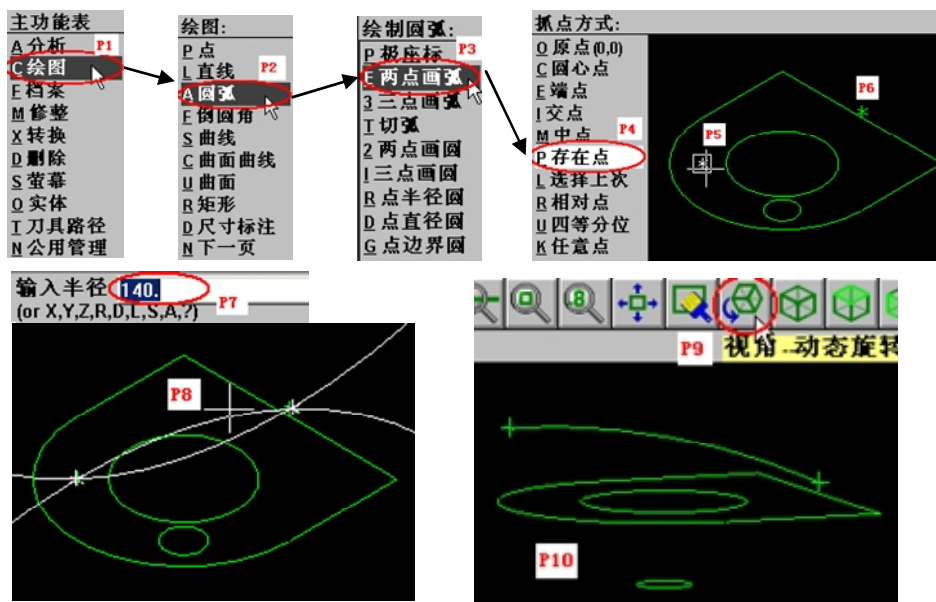 主功能表
A 分析 P1
C 绘图
F 档案
M 修整
X 转换
D 删除
S 萤幕
O 实体
T 刀具路径
N 公用管理
绘图:
P 点
L 直线 P2
A 圆弧
F 倒圆角
S 曲线
C 曲面曲线
U 曲面
R 矩形
D 尺寸标注
N 下一页
绘制圆弧:
P 极座标 P3
E 两点画弧
3 三点画弧
T 切弧
2 两点画圆
I 三点画圆
R 点半径圆
D 点直径圆
G 点边界圆
抓点方式:
O 原点(0,0)
C 圆心点
E 端点
I 交点
M 中点 P4
P 存在点
L 选择上次
R 相对点
U 四等分位
K 任意点
P5
P6
输入半径 140.
(or X,Y,Z,R,D,L,S,A,?)
P7
P8
P9 视角--动态旋转
P10